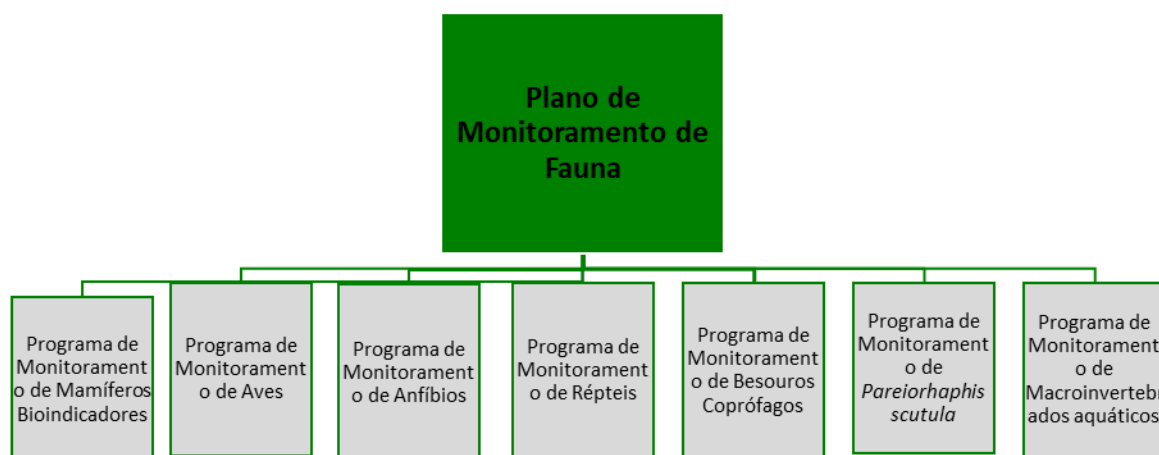 Plano de
Monitoramento de
Fauna
Programa de
Monitorament
o de Mamíferos
Bioindicadores
Programa de
Monitorament
o de Aves
Programa de
Monitorament
o de Anfíbios
Programa de
Monitorament
o de Répteis
Programa de
Monitorament
o de Besouros
Coprófagos
Programa de
Monitorament
o de
Pareiorhaphis
scutula
Programa de
Monitorament
o de
Macroinvertebr
ados aquáticos